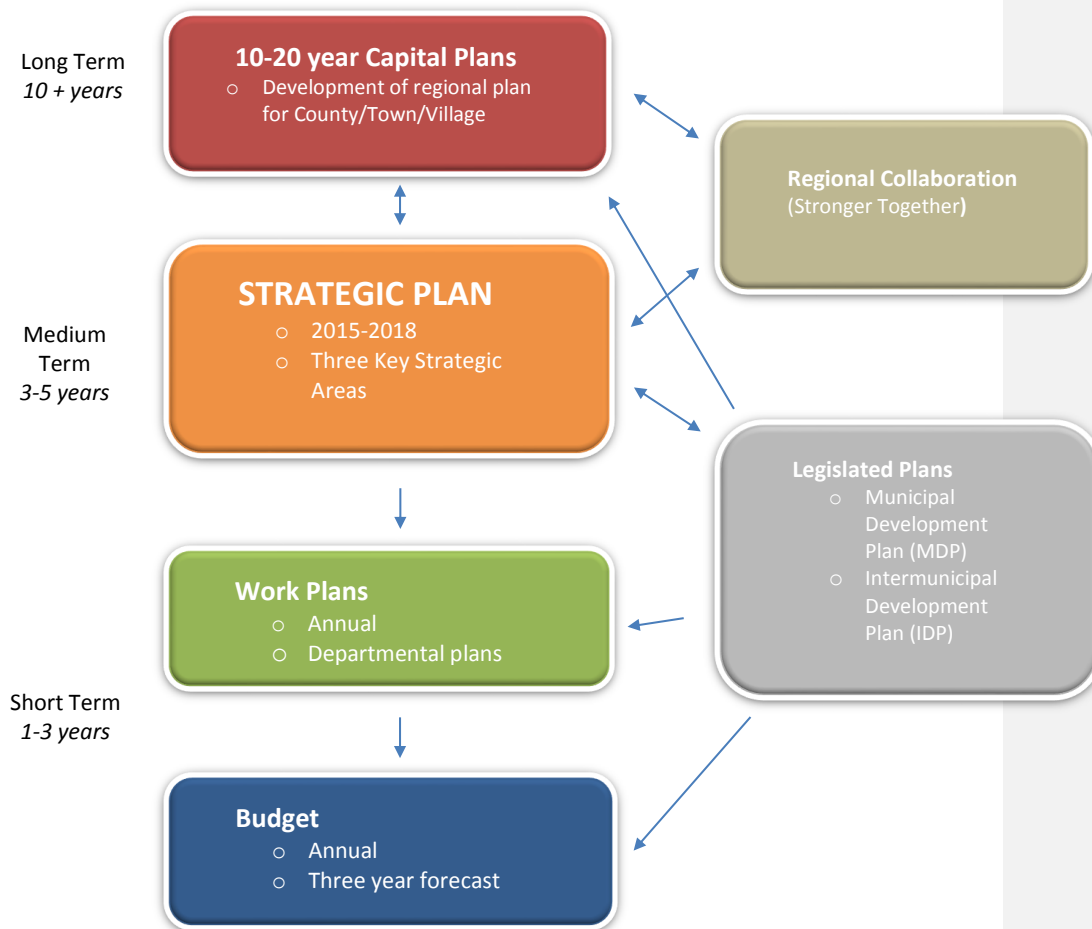 Long Term
10 + years
10-20 year Capital Plans
o Development of regional plan
for County/Town/Village
Regional Collaboration
(Stronger Together)
STRATEGIC PLAN
o 2015-2018
o Three Key Strategic
Areas
Medium
Term
3-5 years
Legislated Plans
o Municipal
Development
Plan (MDP)
o Intermunicipal
Development
Plan (IDP)
Work Plans
o Annual
o Departmental plans
Short Term
1-3 years
Budget
o Annual
o Three year forecast